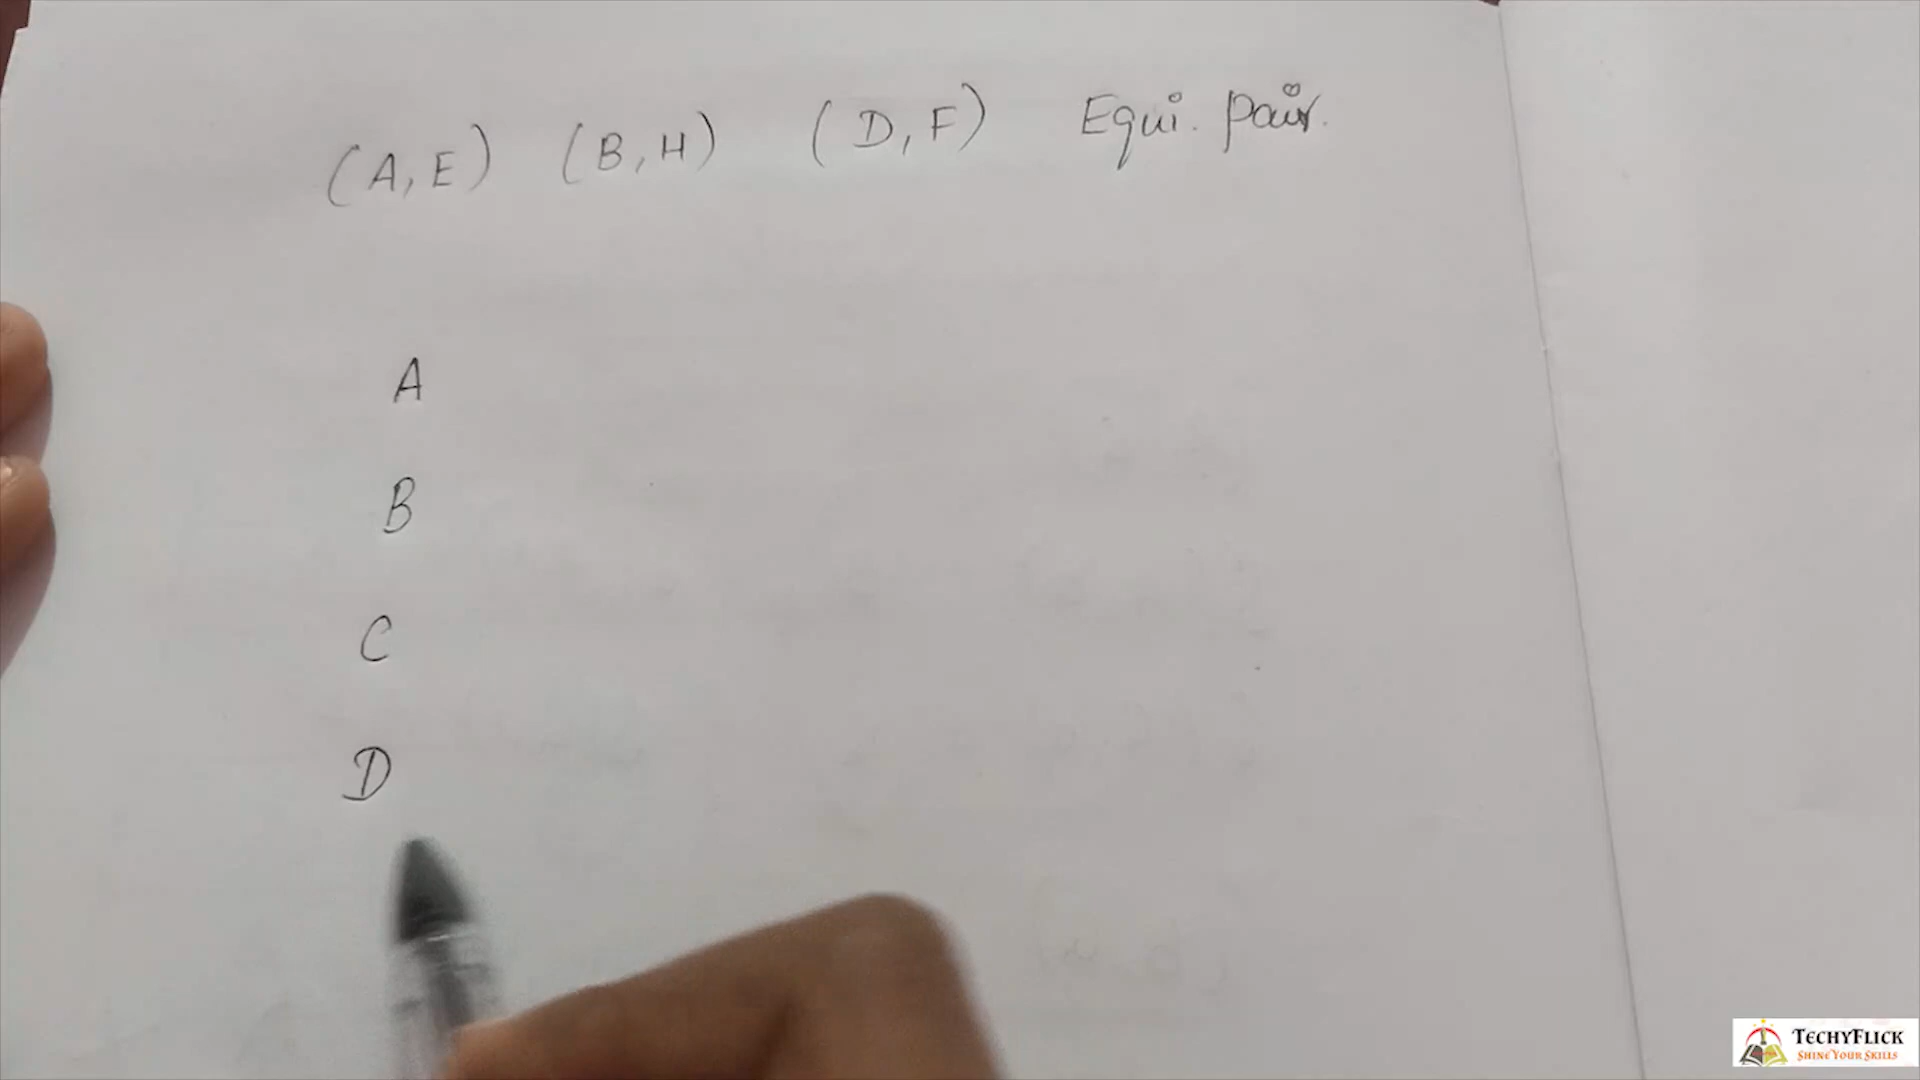 (A, E) (B, H) (D, F) Equi. pair.
A
B
C
D
TECHYFLICK
SHINE YOUR SKILLS